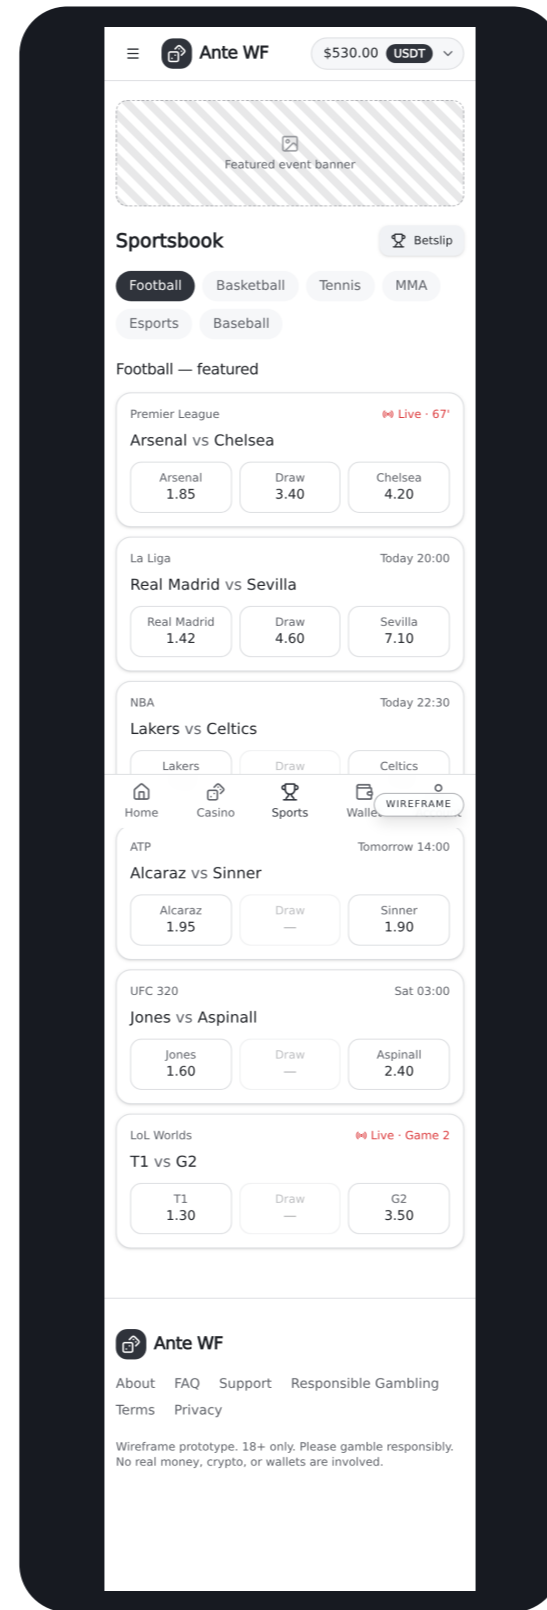 Ante WF
$530.00 USDT
Featured event banner
Sportsbook
Betslip
Football Basketball Tennis MMA
Esports Baseball
Football — featured
Premier League Live · 67'
Arsenal vs Chelsea
Arsenal Draw Chelsea
1.85 3.40 4.20
La Liga Today 20:00
Real Madrid vs Sevilla
Real Madrid Draw Sevilla
1.42 4.60 7.10
NBA Today 22:30
Lakers vs Celtics
Lakers Draw Celtics
Home Casino Sports
WIREFRAME
ATP Tomorrow 14:00
Alcaraz vs Sinner
Alcaraz Draw Sinner
1.95 — 1.90
UFC 320 Sat 03:00
Jones vs Aspinall
Jones Draw Aspinall
1.60 — 2.40
LoL Worlds Live · Game 2
T1 vs G2
T1 Draw G2
1.30 — 3.50
Ante WF
About FAQ Support Responsible Gambling
Terms Privacy
Wireframe prototype. 18+ only. Please gamble responsibly.
No real money, crypto, or wallets are involved.